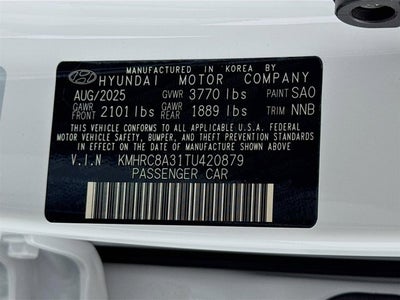 MANUFACTURED IN KOREA BY
HYUNDAI MOTOR COMPANY
AUG/2025 GVWR 3770 lbs PAINT SAO
GAWR FRONT 2101 lbs GAWR REAR 1889 lbs TRIM NNB
THIS VEHICLE CONFORMS TO ALL APPLICABLE U.S. FEDERAL
MOTOR VEHICLE SAFETY, BUMPER, AND THEFT PREVENTION STANDARDS
IN EFFECT ON THE DATE OF MANUFACTURE SHOWN ABOVE.
V.I.N KMHRC8A31TU420879
PASSENGER CAR